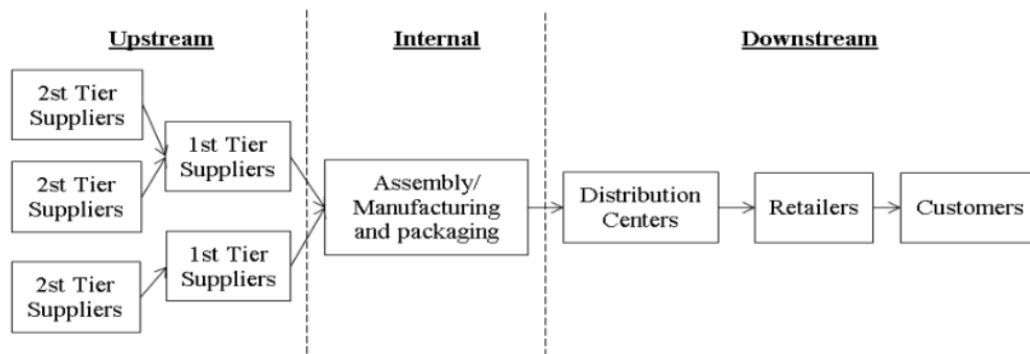 Upstream
Internal
Downstream
2st Tier
Suppliers
2st Tier
Suppliers
2st Tier
Suppliers
1st Tier
Suppliers
1st Tier
Suppliers
Assembly/
Manufacturing
and packaging
Distribution
Centers
Retailers
Customers